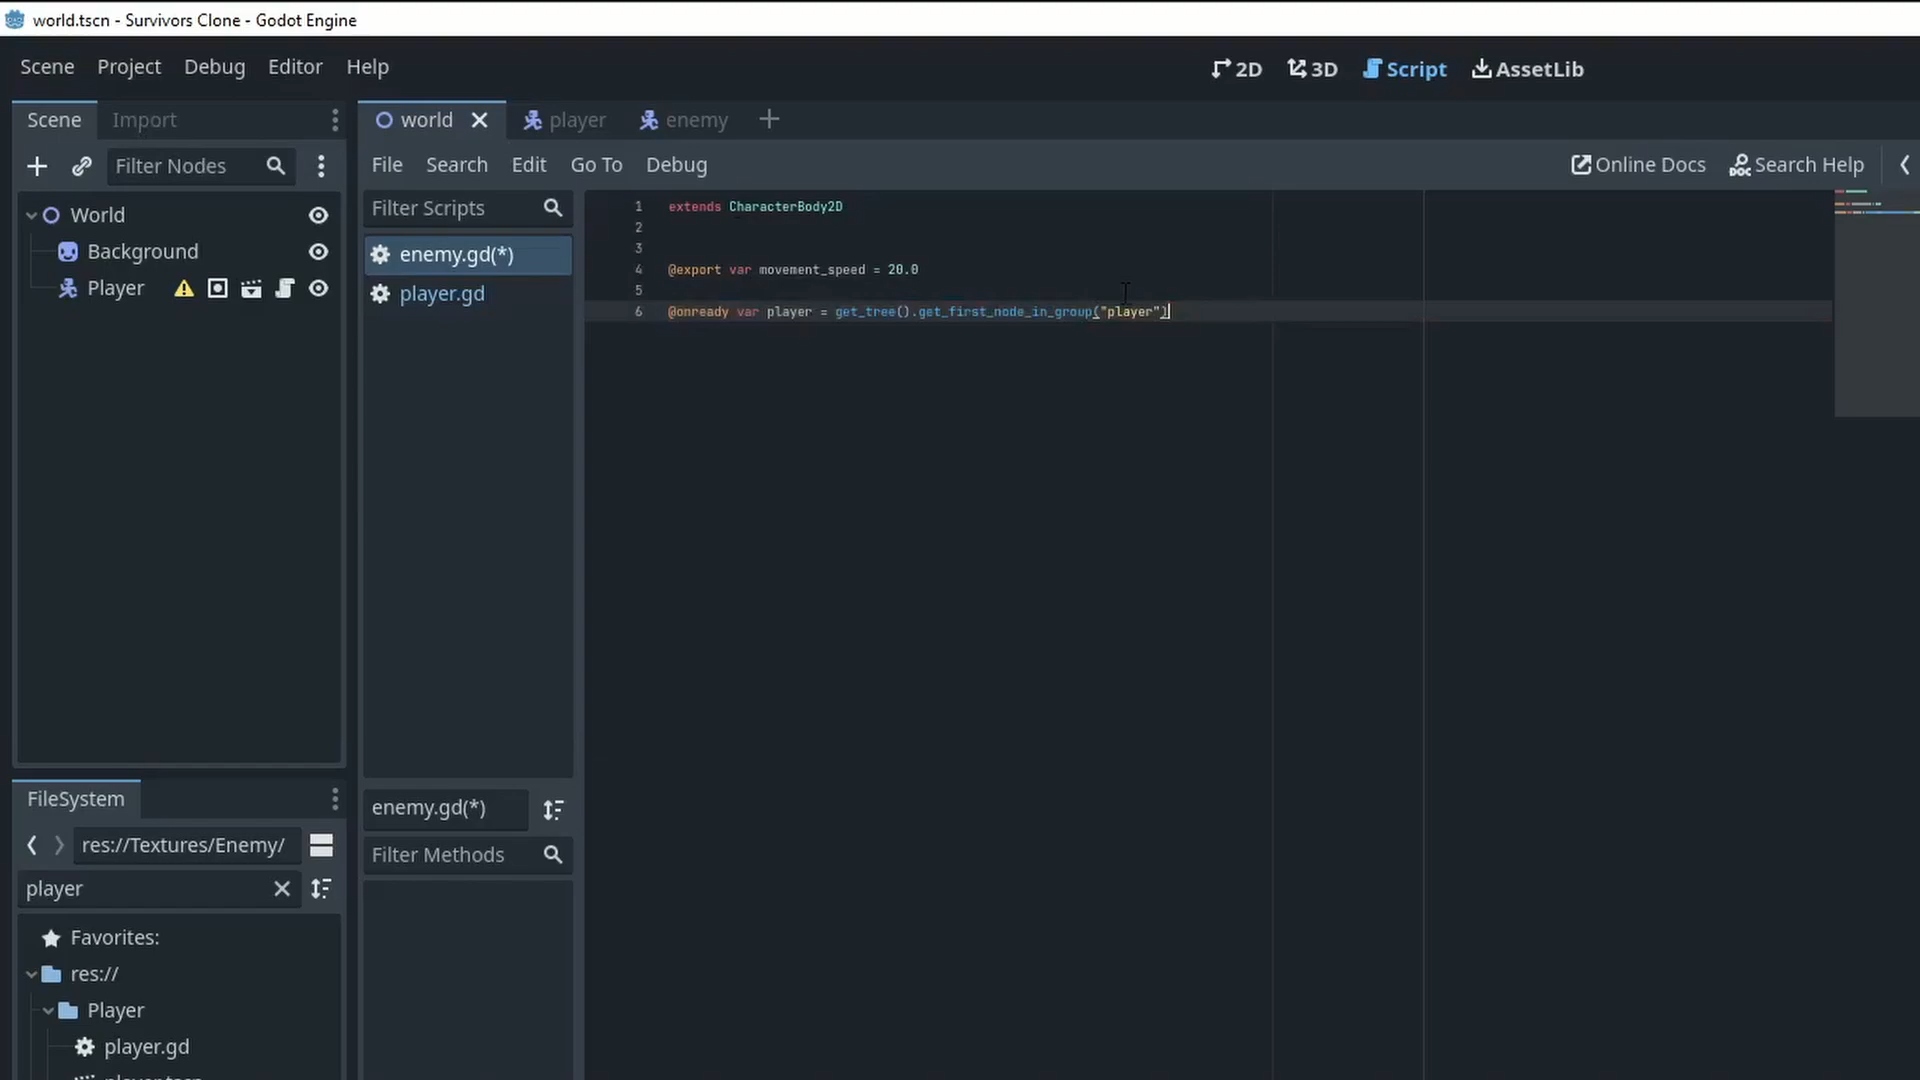 world.tscn - Survivors Clone - Godot Engine
Scene Project Debug Editor Help
2D 3D Script AssetLib
Scene Import
world player enemy
Filter Nodes
File Search Edit Go To Debug
Online Docs Search Help
World
Background
Player
Filter Scripts
enemy.gd(*)
player.gd
1 extends CharacterBody2D
2
3
4 @export var movement_speed = 20.0
5
6 @onready var player = get_tree().get_first_node_in_group("player")
enemy.gd(*)
Filter Methods
FileSystem
res://Textures/Enemy/
player
Favorites:
res://
Player
player.gd